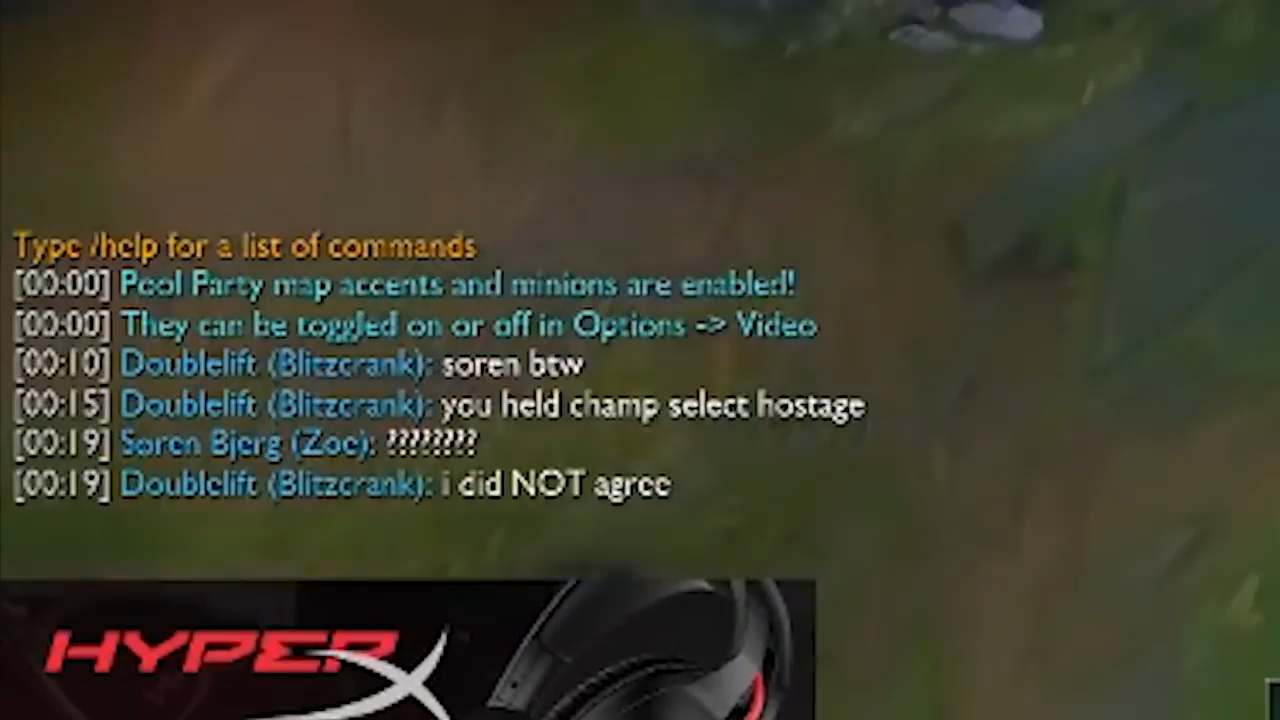 Type /help for a list of commands
[00:00] Pool Party map accents and minions are enabled!
[00:00] They can be toggled on or off in Options -> Video
[00:10] Doublelift (Blitzcrank): soren btw
[00:15] Doublelift (Blitzcrank): you held champ select hostage
[00:19] Søren Bjerg (Zoe): ????????
[00:19] Doublelift (Blitzcrank): i did NOT agree
HYPERX